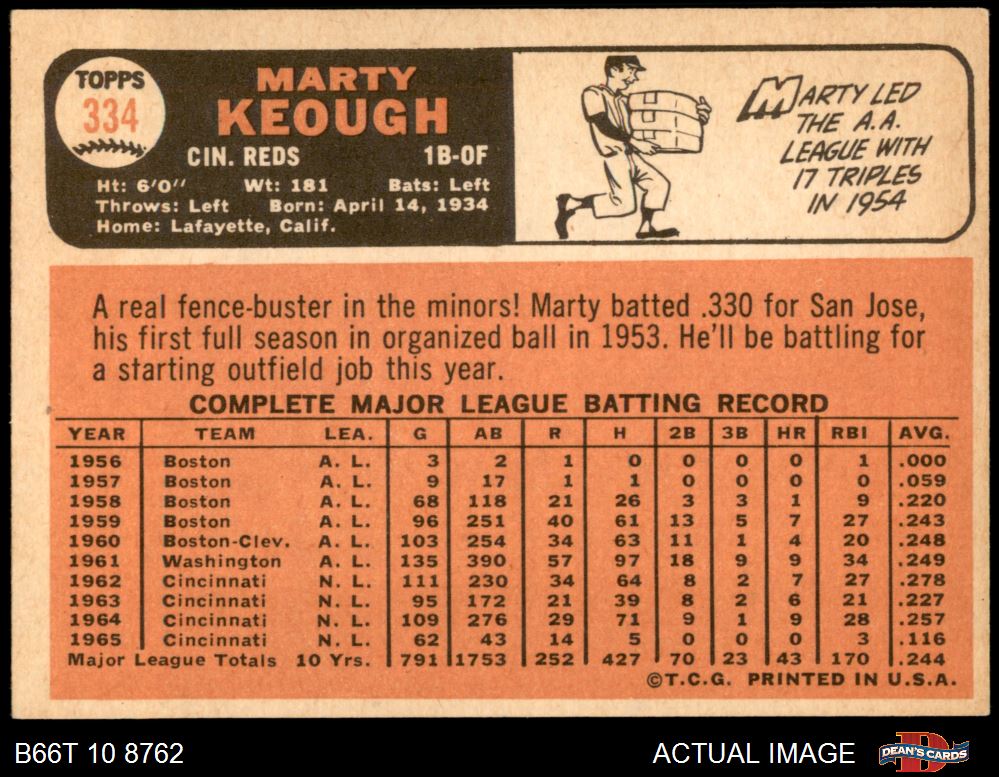 TOPPS
334
MARTY
KEOUGH
CIN. REDS 1B-OF
Ht: 6'0" Wt: 181 Bats: Left
Throws: Left Born: April 14, 1934
Home: Lafayette, Calif.
MARTY LED
THE A.A.
LEAGUE WITH
17 TRIPLES
IN 1954
A real fence-buster in the minors! Marty batted .330 for San Jose,
his first full season in organized ball in 1953. He'll be battling for
a starting outfield job this year.
COMPLETE MAJOR LEAGUE BATTING RECORD
YEAR TEAM LEA. G AB R H 2B 3B HR RBI AVG.
1956 Boston A. L. 3 2 1 0 0 0 0 1 .000
1957 Boston A. L. 9 17 1 1 0 0 0 0 .059
1958 Boston A. L. 68 118 21 26 3 3 1 9 .220
1959 Boston A. L. 96 251 40 61 13 5 7 27 .243
1960 Boston-Clev. A. L. 103 254 34 63 11 1 4 20 .248
1961 Washington A. L. 135 390 57 97 18 9 9 34 .249
1962 Cincinnati N. L. 111 230 34 64 8 2 7 27 .278
1963 Cincinnati N. L. 95 172 21 39 8 2 6 21 .227
1964 Cincinnati N. L. 109 276 29 71 9 1 9 28 .257
1965 Cincinnati N. L. 62 43 14 5 0 0 0 3 .116
Major League Totals 10 Yrs. 791 1753 252 427 70 23 43 170 .244
©T.C.G. PRINTED IN U.S.A.
B66T 10 8762 ACTUAL IMAGE DEAN'S CARDS